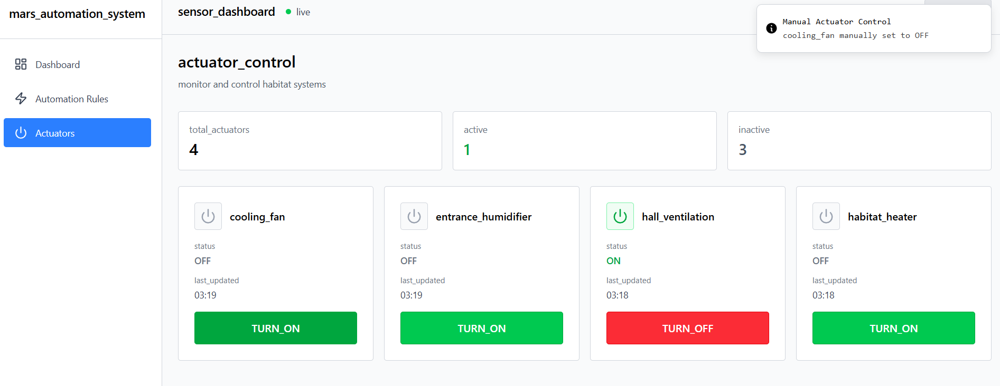 mars_automation_system
Dashboard
Automation Rules
Actuators
sensor_dashboard
live
Manual Actuator Control
cooling_fan manually set to OFF
actuator_control
monitor and control habitat systems
total_actuators
4
active
1
inactive
3
cooling_fan
status
OFF
last_updated
03:19
TURN_ON
entrance_humidifier
status
OFF
last_updated
03:19
TURN_ON
hall_ventilation
status
ON
last_updated
03:18
TURN_OFF
habitat_heater
status
OFF
last_updated
03:18
TURN_ON